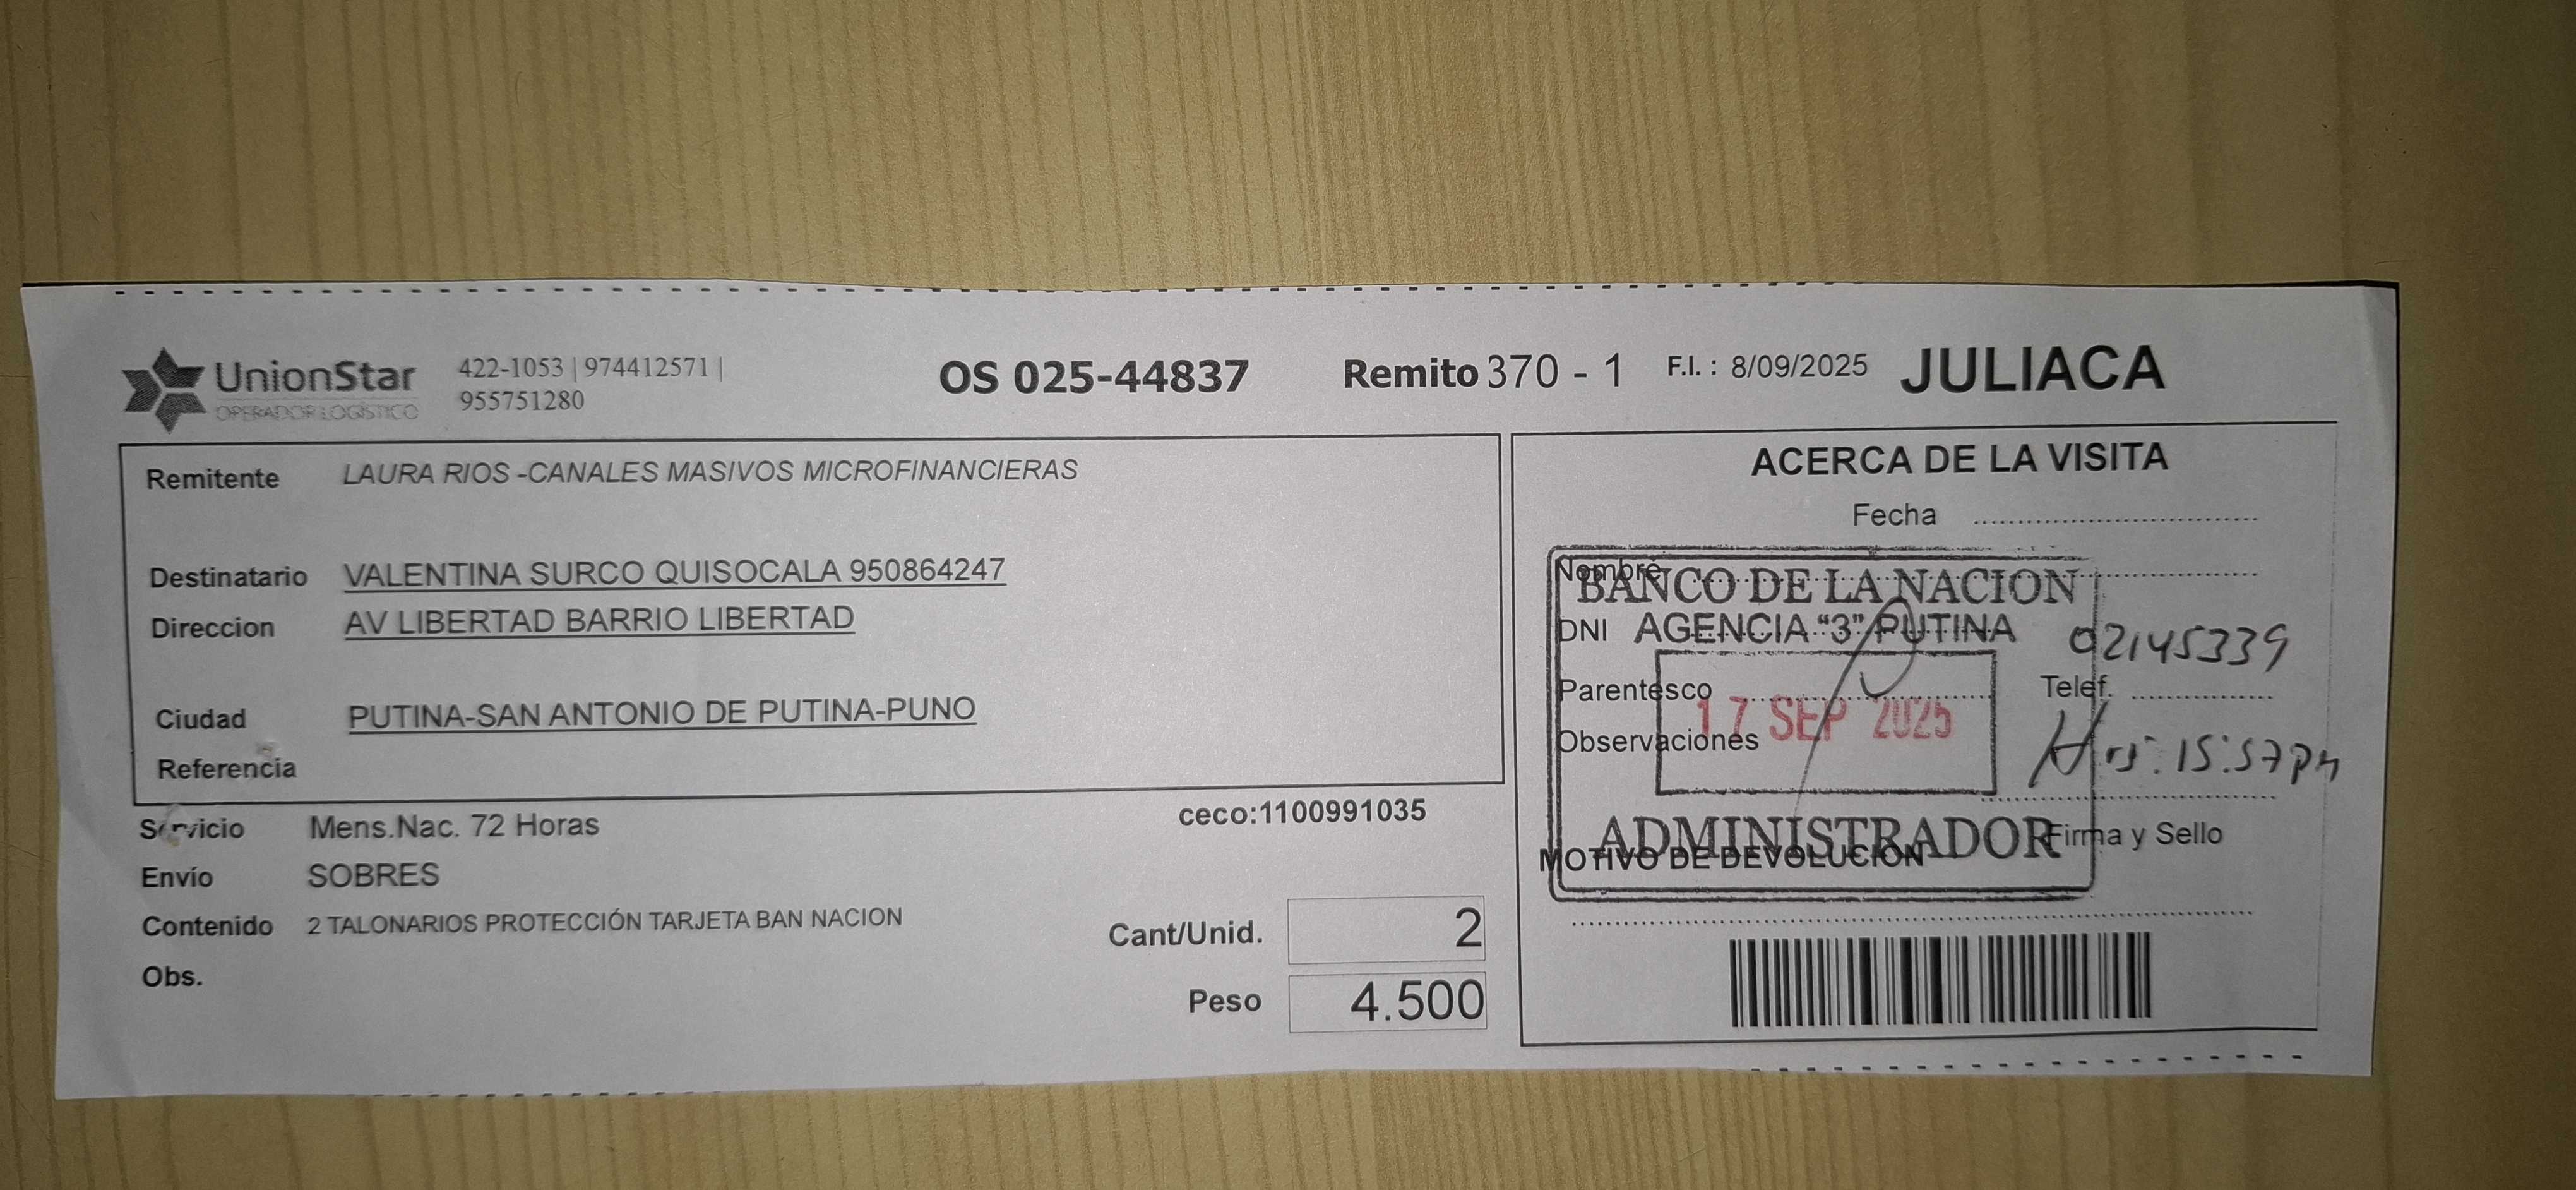 UnionStar
OPERADOR LOGÍSTICO
422-1053 | 974412571 |
955751280
OS 025-44837
Remito 370 - 1
F.I. : 8/09/2025
JULIACA
Remitente LAURA RIOS -CANALES MASIVOS MICROFINANCIERAS
Destinatario VALENTINA SURCO QUISOCALA 950864247
Direccion AV LIBERTAD BARRIO LIBERTAD
Ciudad PUTINA-SAN ANTONIO DE PUTINA-PUNO
Referencia
ceco:1100991035
Servicio Mens.Nac. 72 Horas
Envío SOBRES
Contenido 2 TALONARIOS PROTECCIÓN TARJETA BAN NACION
Obs.
Cant/Unid. 2
Peso 4.500
ACERCA DE LA VISITA
Fecha
Nombre
BANCO DE LA NACION
DNI
AGENCIA "3" PUTINA
02145339
Parentesco
Telef.
17 SEP 2025
Observaciones
Hrs: 15:57 pm
ADMINISTRADOR
Firma y Sello
MOTIVO DE DEVOLUCION